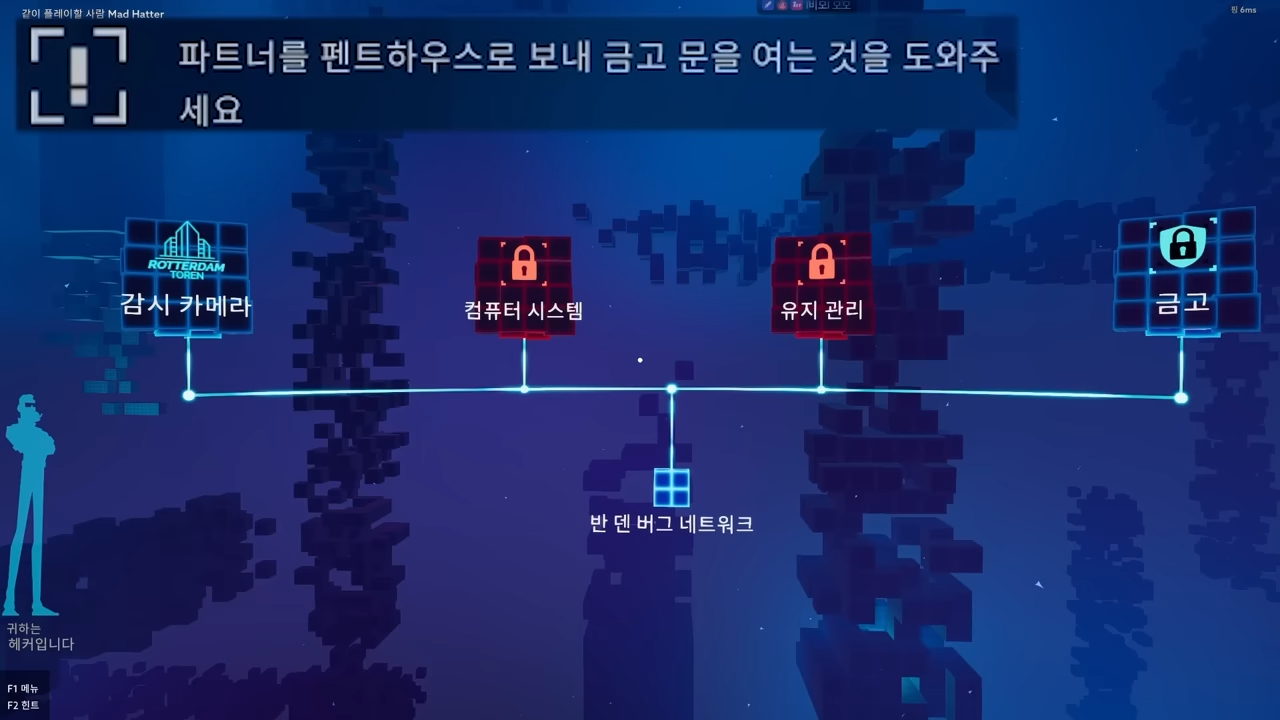 같이 플레이할 사람 Mad Hatter
핑 6ms
파트너를 펜트하우스로 보내 금고 문을 여는 것을 도와주
세요
ROTTERDAM
TOREN
감시 카메라
컴퓨터 시스템
유지 관리
금고
반 덴 버그 네트워크
귀하는
헤커입니다
F1 메뉴
F2 힌트